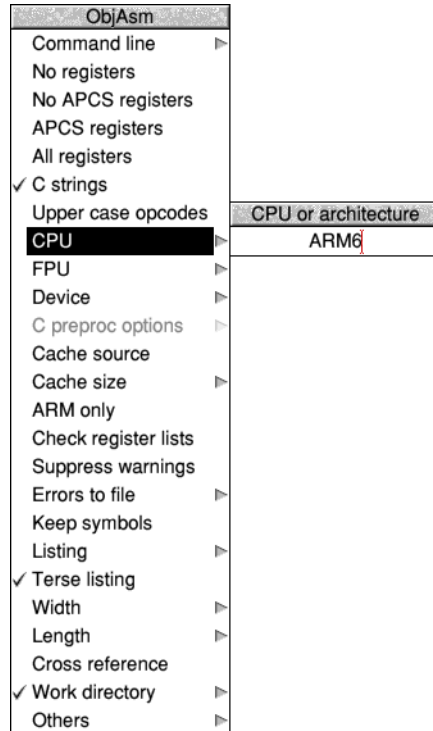 ObjAsm
Command line
No registers
No APCS registers
APCS registers
All registers
C strings
Upper case opcodes
CPU
CPU or architecture
ARM6
FPU
Device
C preproc options
Cache source
Cache size
ARM only
Check register lists
Suppress warnings
Errors to file
Keep symbols
Listing
Terse listing
Width
Length
Cross reference
Work directory
Others